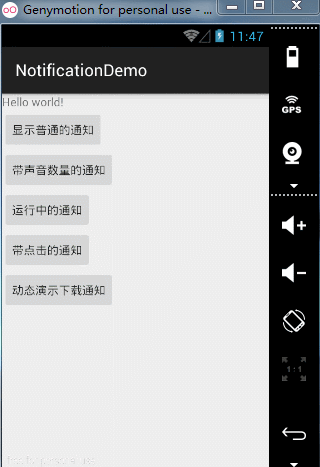 Genymotion for personal use - ...
11:47
NotificationDemo
GPS
Hello world!
显示普通的通知
带声音数量的通知
运行中的通知
带点击的通知
动态演示下载通知
1:1